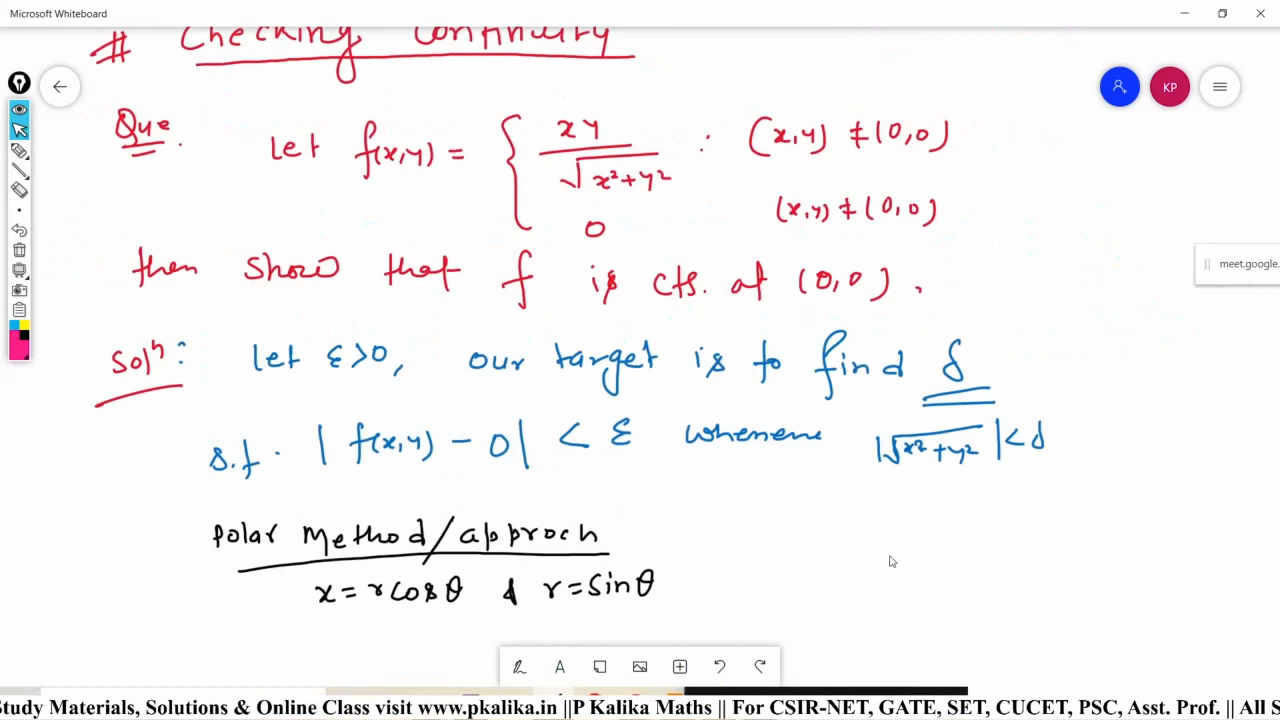 Microsoft Whiteboard
# Checking Continuity
KP
Que. Let f(x,y) = { xy / √x²+y² : (x,y) ≠ (0,0)
0 (x,y) ≠ (0,0)
then show that f is cts. at (0,0).
meet.google.
Solⁿ: Let ε>0, our target is to find δ
s.t. | f(x,y) - 0| < ε whenever |√x²+y²| < δ
Polar Method/approch
x = r cos θ & r = sin θ
Study Materials, Solutions & Online Class visit www.pkalika.in ||P Kalika Maths || For CSIR-NET, GATE, SET, CUCET, PSC, Asst. Prof. || All S